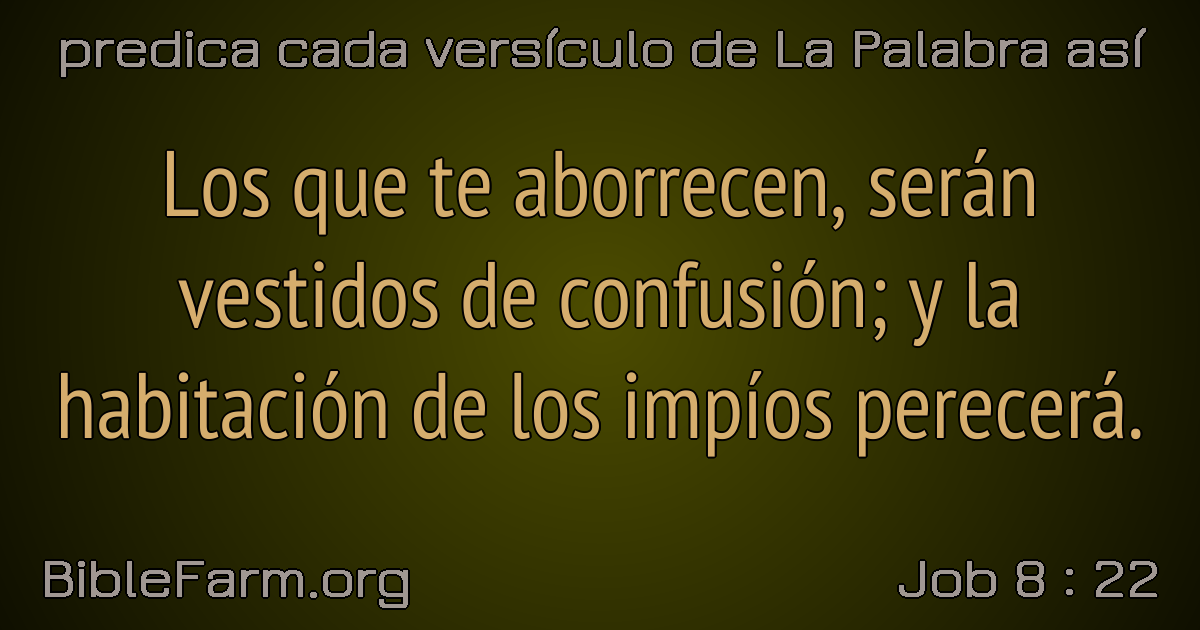 predica cada versículo de La Palabra así
Los que te aborrecen, serán
vestidos de confusión; y la
habitación de los impíos perecerá.
BibleFarm.org
Job 8 : 22